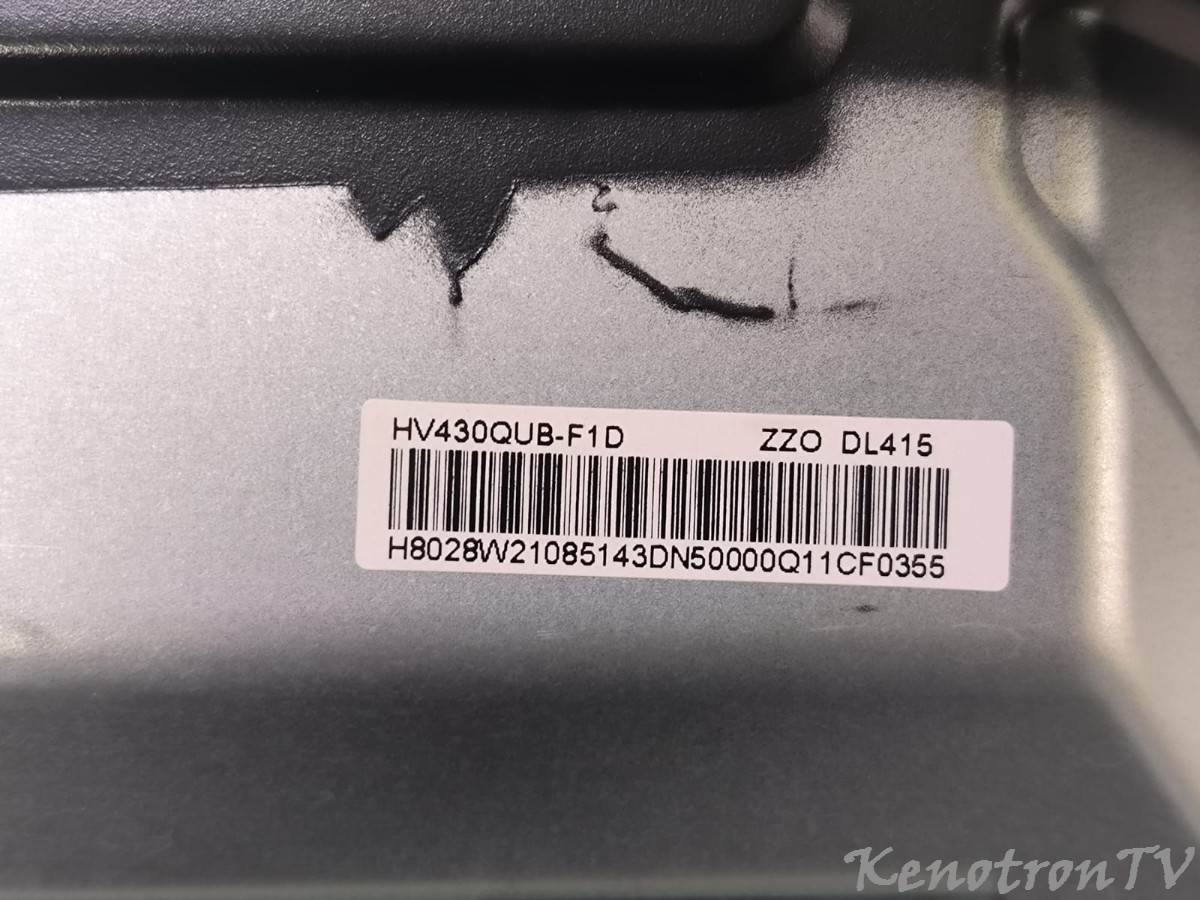 HV430QUB-F1D ZZO DL415
H8028W21085143DN50000Q11CF0355
KenotronTV